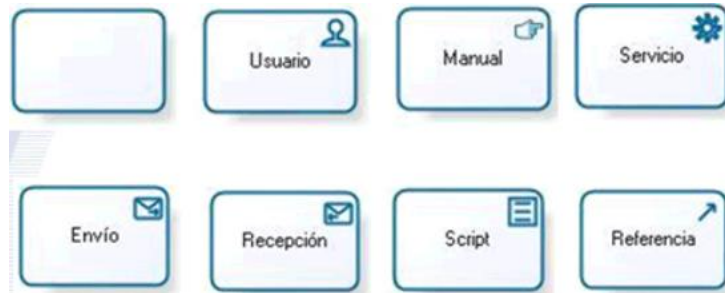 Usuario
Manual
Servicio
Envío
Recepción
Script
Referencia